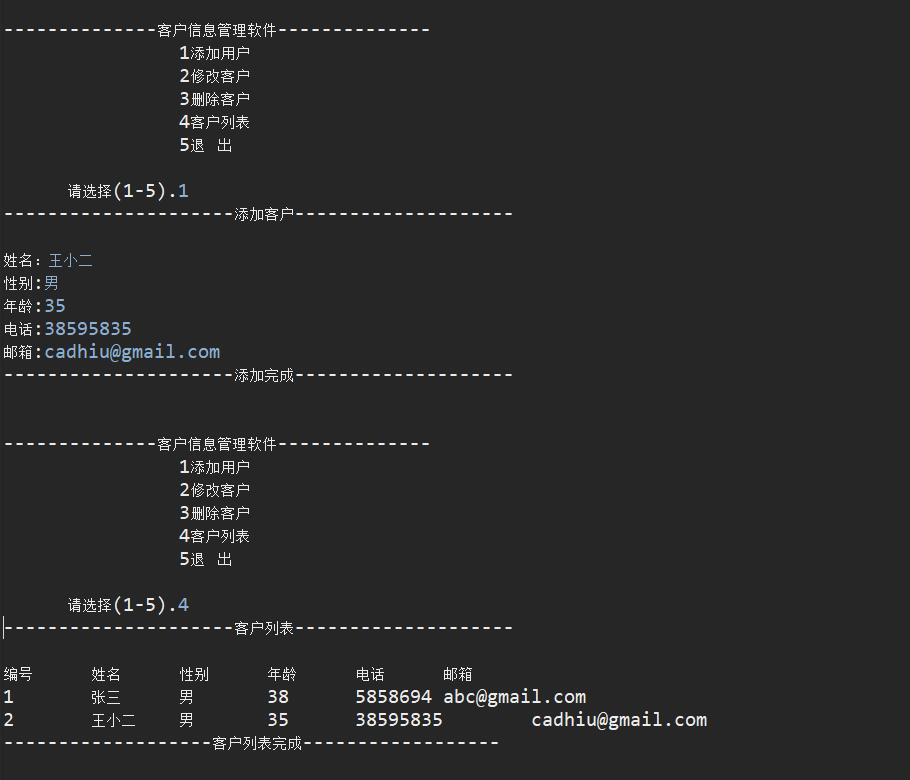 --------------客户信息管理软件--------------
1添加用户
2修改客户
3删除客户
4客户列表
5退 出
请选择(1-5).1
---------------------添加客户--------------------
姓名：王小二
性别:男
年龄:35
电话:38595835
邮箱:cadhiu@gmail.com
---------------------添加完成--------------------
--------------客户信息管理软件--------------
1添加用户
2修改客户
3删除客户
4客户列表
5退 出
请选择(1-5).4
---------------------客户列表--------------------
编号 姓名 性别 年龄 电话 邮箱
1 张三 男 38 5858694 abc@gmail.com
2 王小二 男 35 38595835 cadhiu@gmail.com
-------------------客户列表完成------------------